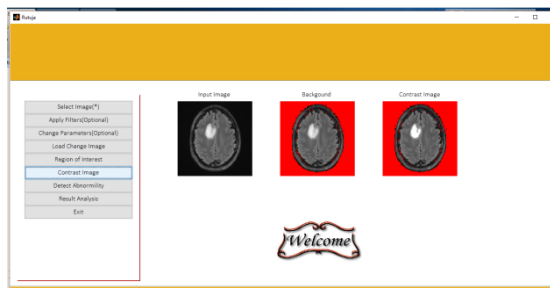 Rutuja
Input Image
Backgound
Contrast Image
Select Image(*)
Apply Filters(Optional)
Change Parameters(Optional)
Load Change Image
Region of Interest
Contrast Image
Detect Abnormility
Result Analysis
Exit
Welcome